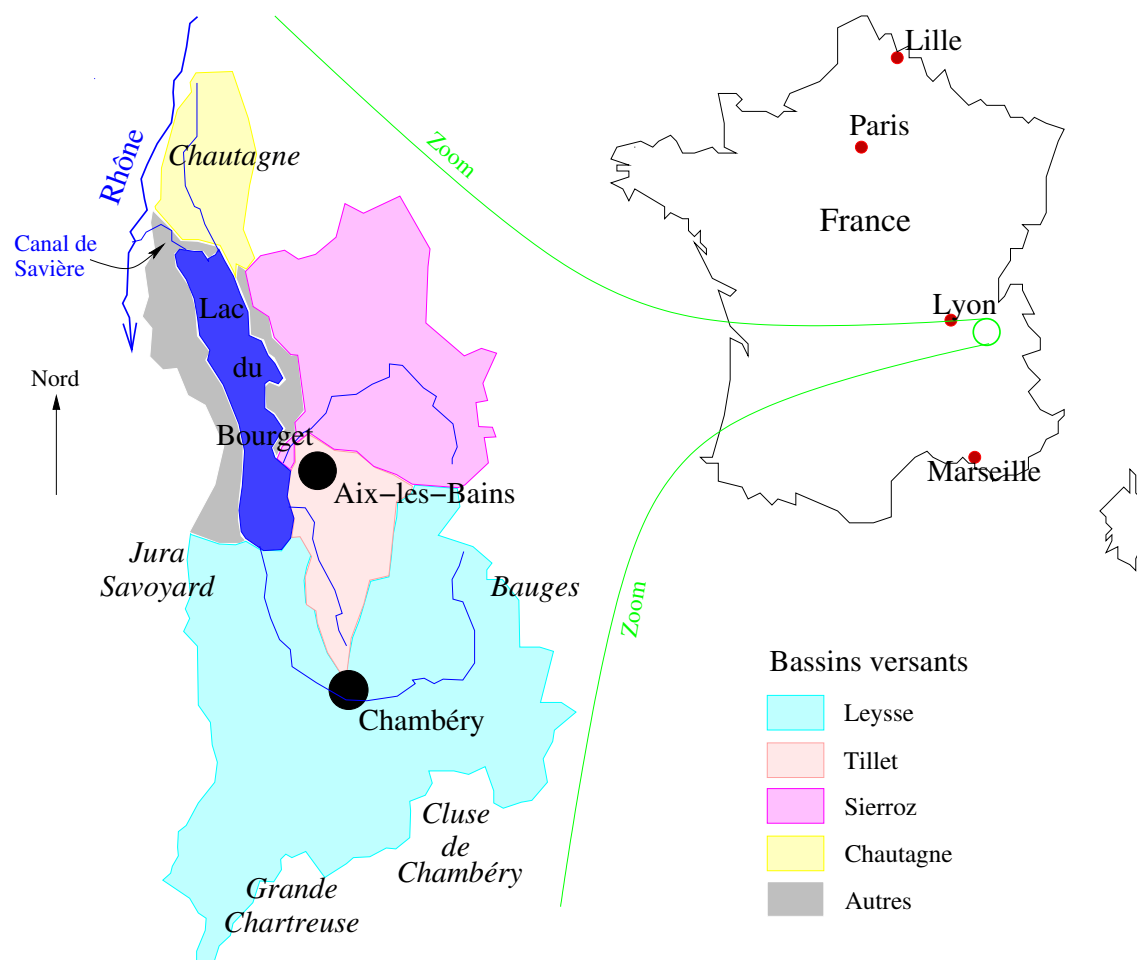 Lille
Paris
France
Lyon
Marseille
Zoom
Zoom
Rhône
Chautagne
Canal de
Savière
Lac
du
Bourget
Nord
Aix−les−Bains
Jura
Savoyard
Bauges
Chambéry
Cluse
de
Chambéry
Grande
Chartreuse
Bassins versants
Leysse
Tillet
Sierroz
Chautagne
Autres